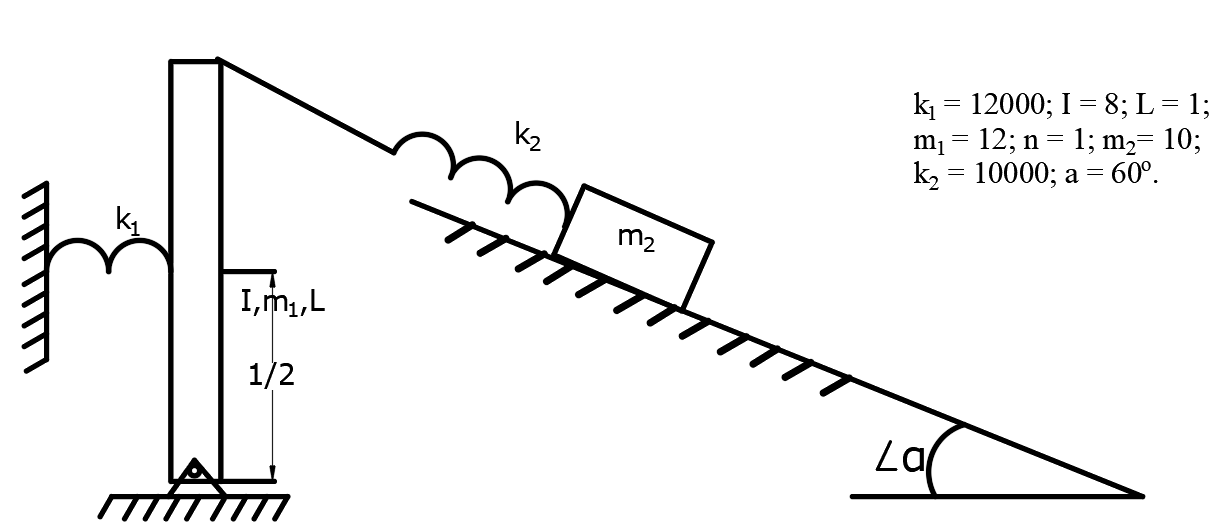 k₁ = 12000; I = 8; L = 1;
m₁ = 12; n = 1; m₂= 10;
k₂ = 10000; a = 60º.
k₂
k₁
m₂
I,m₁,L
1/2
∠a